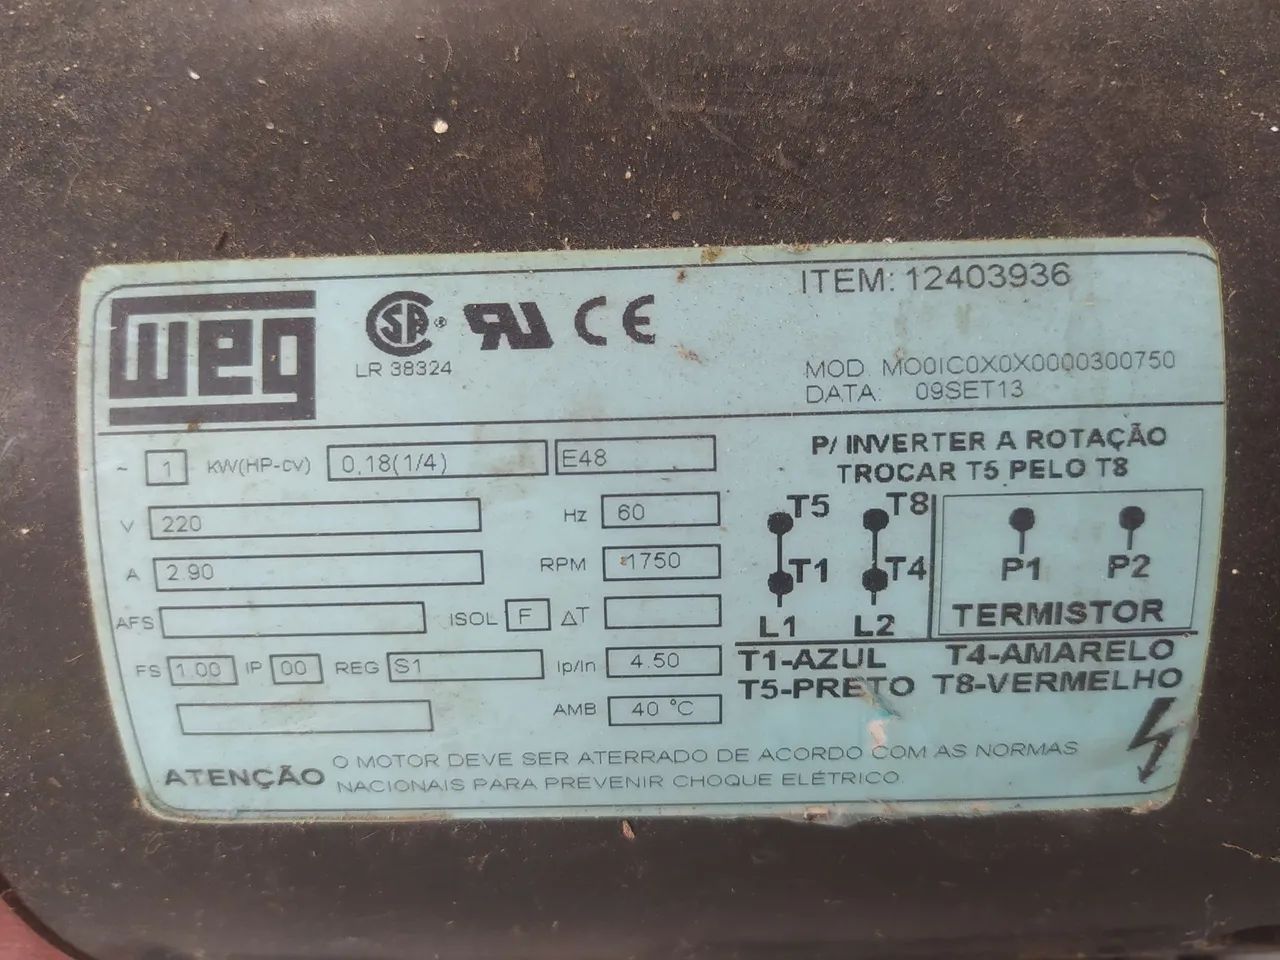 weg
SA ®
LR 38324
RU CE
ITEM: 12403936
MOD. MO0IC0X0X0000300750
DATA: 09SET13
~ 1 KW(HP-cv) 0,18(1/4) E48
V 220 Hz 60
A 2.90 RPM 1750
AFS ISOL F ΔT
FS 1.00 IP 00 REG S1 Ip/In 4.50
AMB 40 °C
P/ INVERTER A ROTAÇÃO
TROCAR T5 PELO T8
T5 T8
T1 T4
L1 L2
P1 P2
TERMISTOR
T1-AZUL T4-AMARELO
T5-PRETO T8-VERMELHO
ATENÇÃO
O MOTOR DEVE SER ATERRADO DE ACORDO COM AS NORMAS
NACIONAIS PARA PREVENIR CHOQUE ELÉTRICO